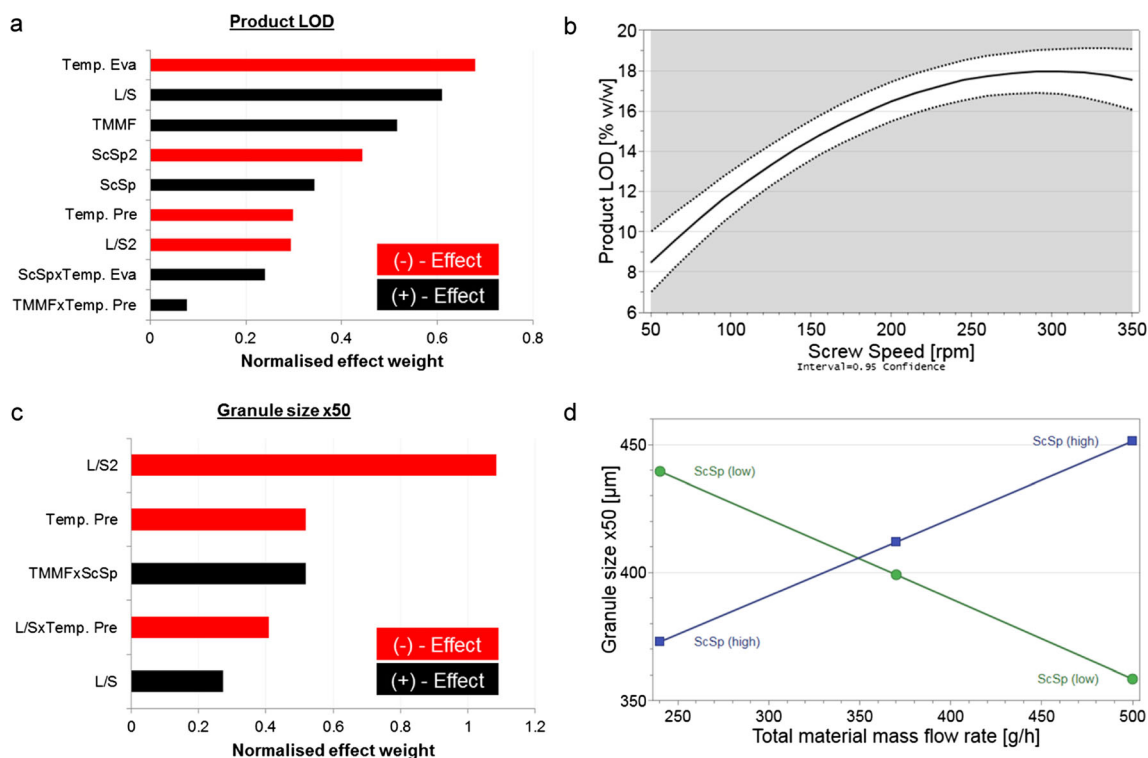 a
Product LOD
Temp. Eva
L/S
TMMF
ScSp2
ScSp
Temp. Pre
L/S2
ScSpxTemp. Eva
TMMFxTemp. Pre
(-) - Effect
(+) - Effect
0 0.2 0.4 0.6 0.8
Normalised effect weight
b
Product LOD [% w/w]
20
18
16
14
12
10
8
6
50 100 150 200 250 300 350
Screw Speed [rpm]
Interval=0.95 Confidence
c
Granule size x50
L/S2
Temp. Pre
TMMFxScSp
L/SxTemp. Pre
L/S
(-) - Effect
(+) - Effect
0 0.2 0.4 0.6 0.8 1 1.2
Normalised effect weight
d
Granule size x50 [µm]
450
400
350
ScSp (low)
ScSp (high)
ScSp (high)
ScSp (low)
250 300 350 400 450 500
Total material mass flow rate [g/h]